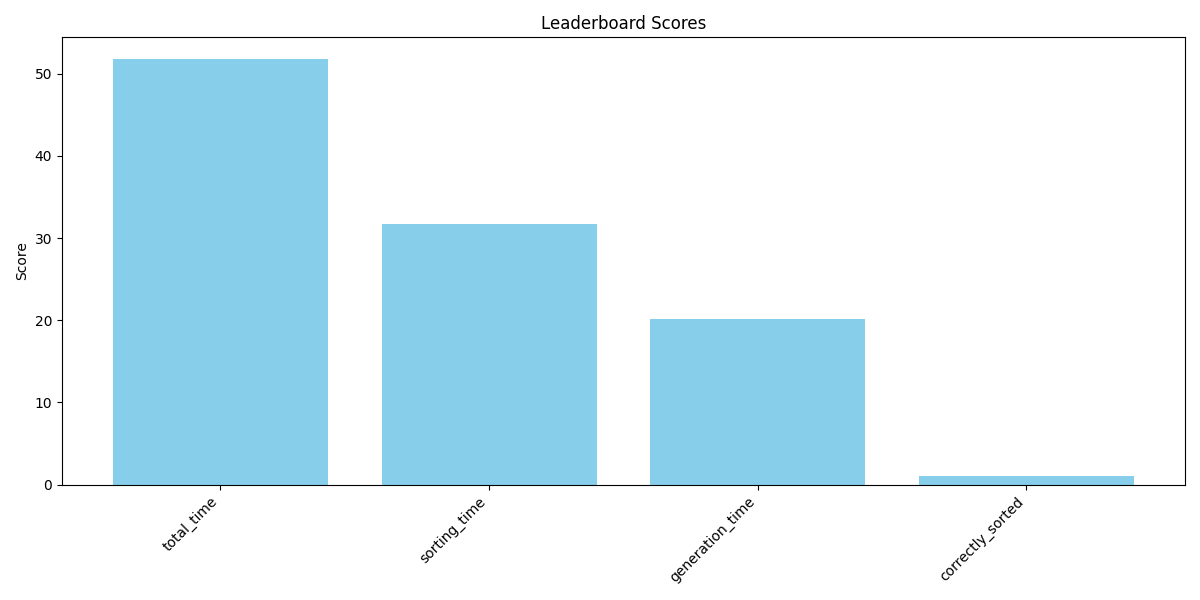 Leaderboard Scores
Score
50
40
30
20
10
0
total_time
sorting_time
generation_time
correctly_sorted